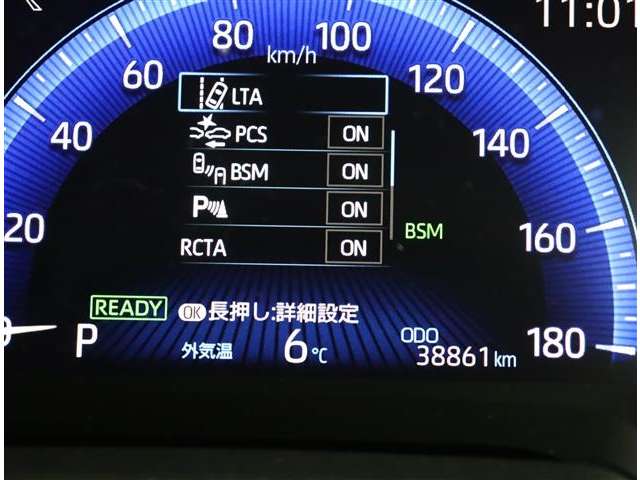 11:01
80
100
km/h
60
120
LTA
40
PCS ON
140
BSM ON
P ON
20
BSM
160
RCTA ON
READY OK 長押し:詳細設定
0
P
外気温 6℃
ODO
38861 km
180